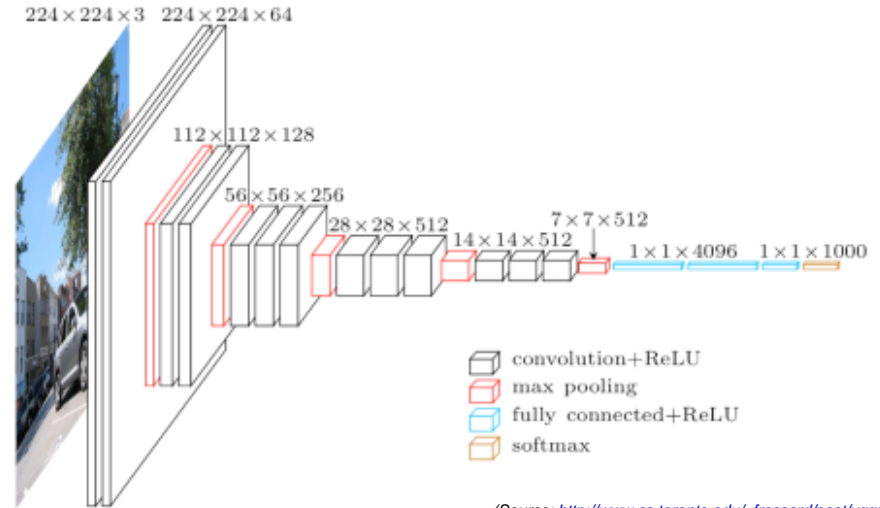 224×224×3 224×224×64
112×112×128
56×56×256
28×28×512
14×14×512
7×7×512
1×1×4096 1×1×1000
convolution+ReLU
max pooling
fully connected+ReLU
softmax
(Source: